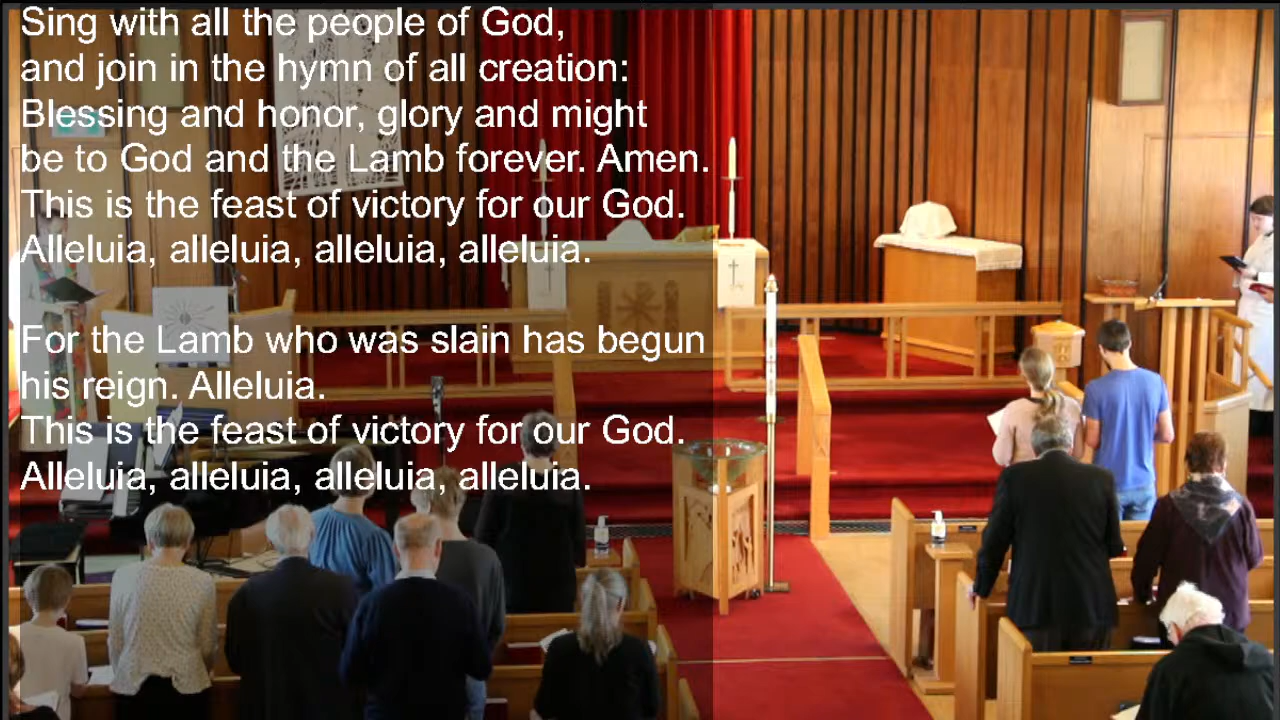 Sing with all the people of God,
and join in the hymn of all creation:
Blessing and honor, glory and might
be to God and the Lamb forever. Amen.
This is the feast of victory for our God.
Alleluia, alleluia, alleluia, alleluia.
For the Lamb who was slain has begun
his reign. Alleluia.
This is the feast of victory for our God.
Alleluia, alleluia, alleluia, alleluia.